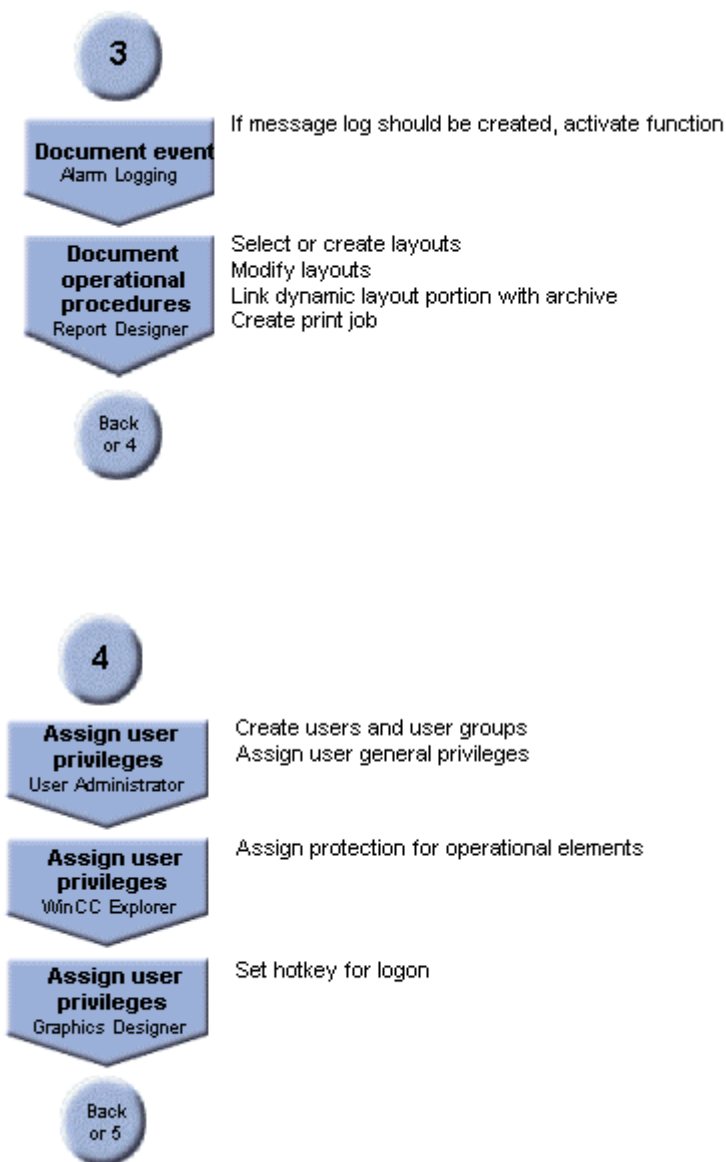 3
Document event
Alarm Logging
If message log should be created, activate function
Document
operational
procedures
Report Designer
Select or create layouts
Modify layouts
Link dynamic layout portion with archive
Create print job
Back
or 4
4
Assign user
privileges
User Administrator
Create users and user groups
Assign user general privileges
Assign user
privileges
WinCC Explorer
Assign protection for operational elements
Assign user
privileges
Graphics Designer
Set hotkey for logon
Back
or 5